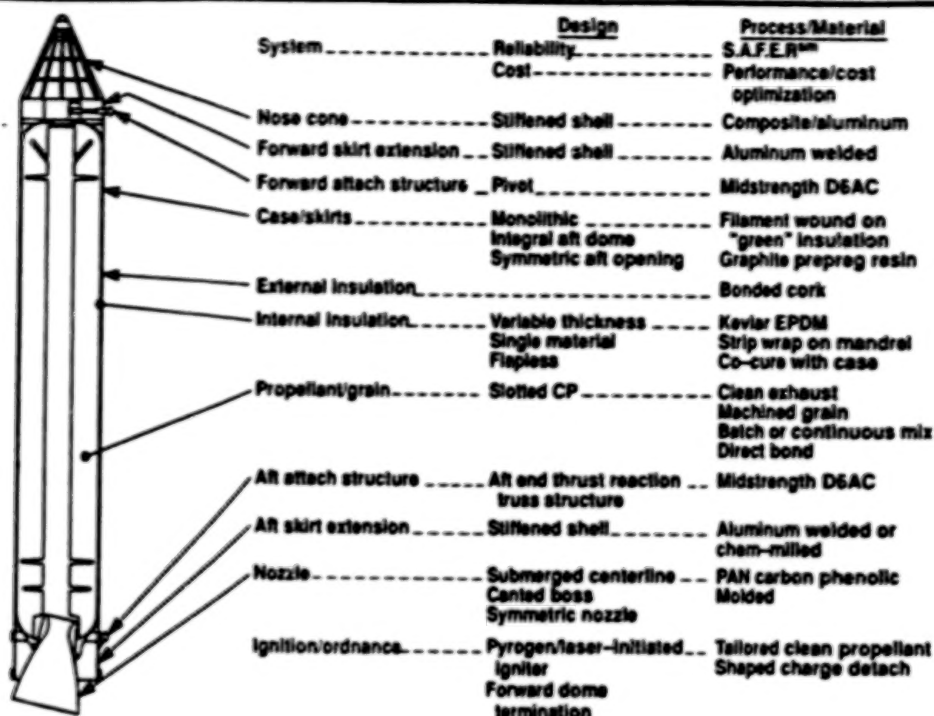 Design Process/Material
System Reliability S.A.F.E.R℠
Cost Performance/cost
optimization
Nose cone Stiffened shell Composite/aluminum
Forward skirt extension Stiffened shell Aluminum welded
Forward attach structure Pivot Midstrength D6AC
Case/skirts Monolithic Filament wound on
Integral aft dome "green" insulation
Symmetric aft opening Graphite prepreg resin
External insulation Bonded cork
Internal insulation Variable thickness Kevlar EPDM
Single material Strip wrap on mandrel
Flapless Co-cure with case
Propellant/grain Slotted CP Clean exhaust
Machined grain
Batch or continuous mix
Direct bond
Aft attach structure Aft end thrust reaction Midstrength D6AC
truss structure
Aft skirt extension Stiffened shell Aluminum welded or
chem-milled
Nozzle Submerged centerline PAN carbon phenolic
Canted boss Molded
Symmetric nozzle
Ignition/ordnance Pyrogen/laser-initiated Tailored clean propellant
igniter Shaped charge detach
Forward dome
termination